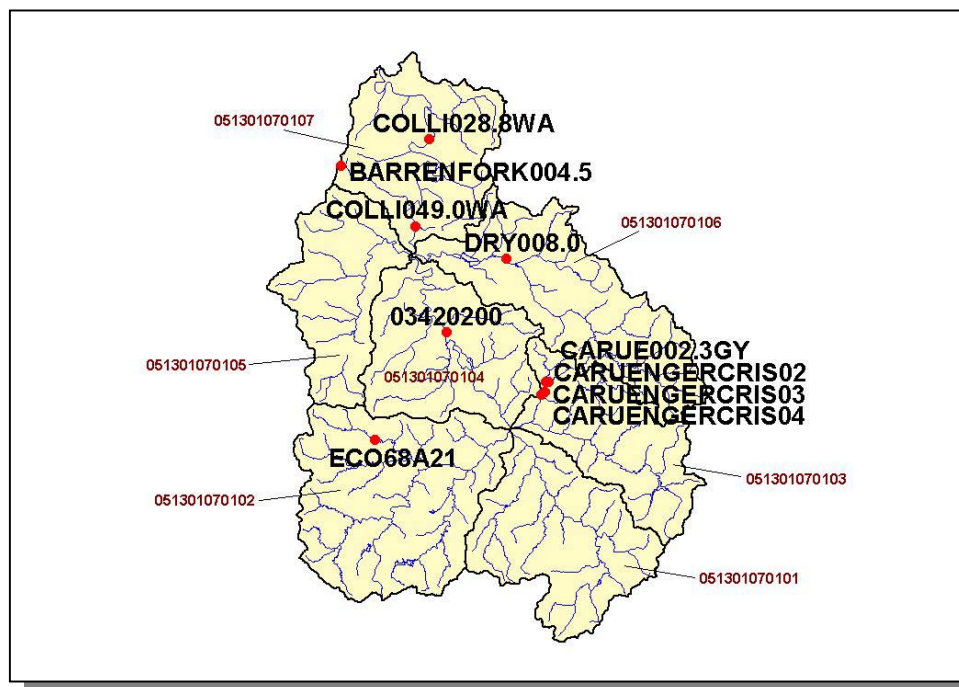 051301070107
COLLI028.8WA
BARRENFORK004.5
COLLI049.0WA
051301070106
DRY008.0
03420200
CARUE002.3GY
051301070105
051301070104
CARUENGERCRIS02
CARUENGERCRIS03
CARUENGERCRIS04
ECO68A21
051301070103
051301070102
051301070101